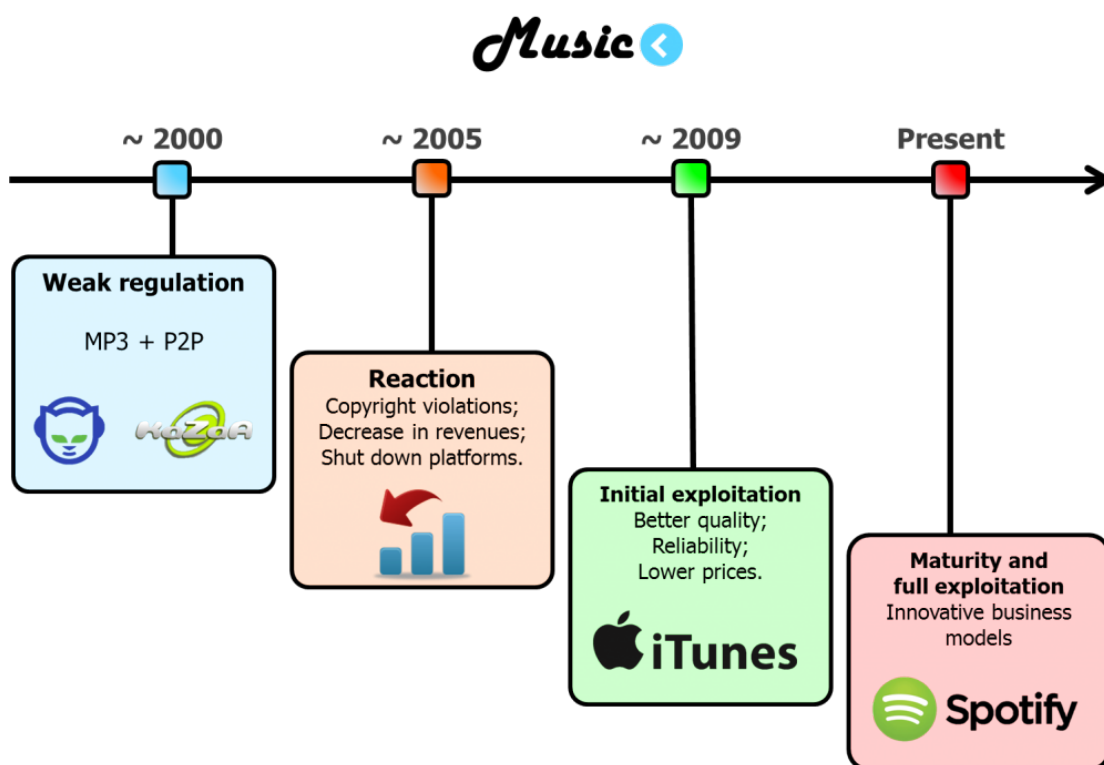 Music
~ 2000
~ 2005
~ 2009
Present
Weak regulation
MP3 + P2P
KaZaA
Reaction
Copyright violations;
Decrease in revenues;
Shut down platforms.
Initial exploitation
Better quality;
Reliability;
Lower prices.
iTunes
Maturity and
full exploitation
Innovative business
models
Spotify